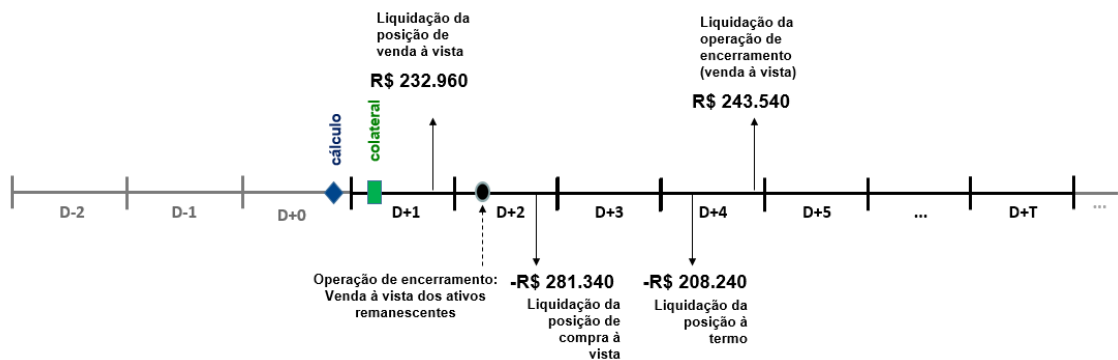 Liquidação da
posição de
venda à vista
R$ 232.960
Liquidação da
operação de
encerramento
(venda à vista)
R$ 243.540
cálculo
colateral
D-2
D-1
D+0
D+1
D+2
D+3
D+4
D+5
...
D+T
...
Operação de encerramento:
Venda à vista dos ativos
remanescentes
-R$ 281.340
Liquidação da
posição de
compra à
vista
-R$ 208.240
Liquidação da
posição à
termo